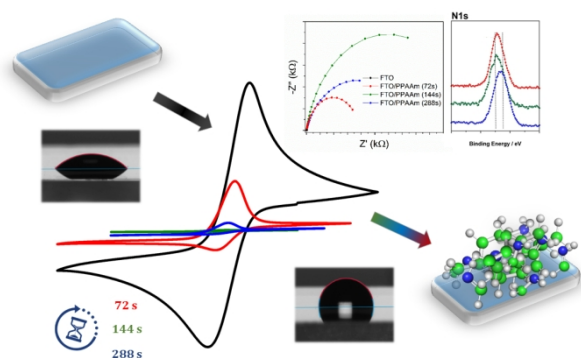 N1s
-Z" (kΩ)
FTO
FTO/PPAAm (72s)
FTO/PPAAm (144s)
FTO/PPAAm (288s)
Z' (kΩ)
Binding Energy / eV
72 s
144 s
288 s